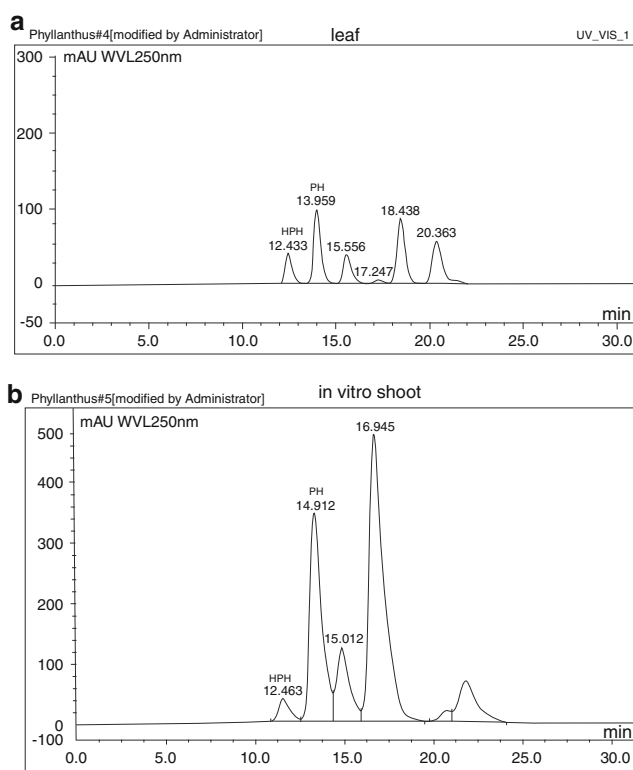 a
Phyllanthus#4[modified by Administrator] leaf UV_VIS_1
300
mAU WVL250nm
200
PH
100 13.959 18.438
HPH
12.433 15.556 20.363
17.247
0
-50 min
0.0 5.0 10.0 15.0 20.0 25.0 30.0
b
Phyllanthus#5[modified by Administrator] in vitro shoot
mAU WVL250nm 16.945
500
400
PH
14.912
300
200
15.012
100
HPH
12.463
0
-100 min
0.0 5.0 10.0 15.0 20.0 25.0 30.0